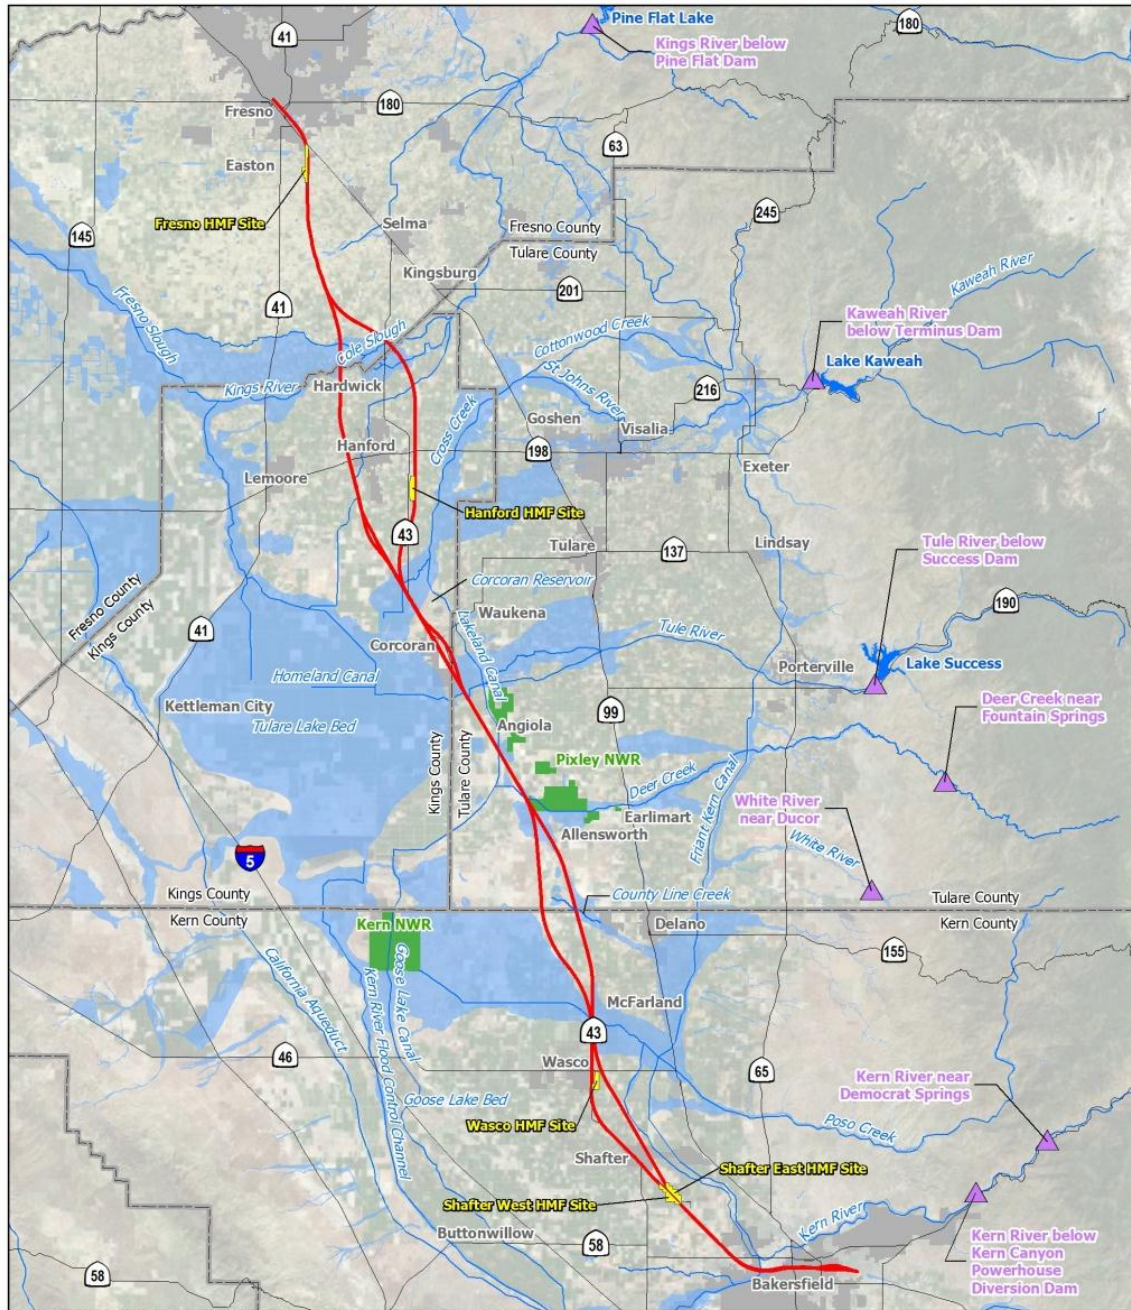 Pine Flat Lake
41
180
Kings River below
Pine Flat Dam
Fresno
180
63
Easton
Fresno HMF Site
245
145
Selma
Fresno County
Tulare County
Kingsburg
Kaweah River
201
Fresno Slough
41
Kaweah River
below Terminus Dam
Cole Slough
Cottonwood Creek
Lake Kaweah
Kings River
Hardwick
St Johns River
216
Cross Creek
Goshen
Visalia
Hanford
198
Lemoore
Exeter
Hanford HMF Site
43
Tulare
137
Lindsay
Tule River below
Success Dam
Corcoran Reservoir
Fresno County
Kings County
41
Waukena
190
Lakeland Canal
Tule River
Corcoran
Porterville
Lake Success
Homeland Canal
Kettleman City
99
Deer Creek near
Fountain Springs
Tulare Lake Bed
Angiola
Kings County
Tulare County
Pixley NWR
Deer Creek
Friant Kern Canal
White River
near Ducor
Earlimart
Allensworth
White River
5
Kings County
Kern County
County Line Creek
Tulare County
Kern County
Kern NWR
Delano
155
Goose Lake Canal
California Aqueduct
Kern River Flood Control Channel
McFarland
43
46
Wasco
65
Kern River near
Democrat Springs
Goose Lake Bed
Wasco HMF Site
Poso Creek
Shafter
Shafter East HMF Site
Shafter West HMF Site
Kern River
Buttonwillow
58
Kern River below
Kern Canyon
Powerhouse
Diversion Dam
58
Bakersfield